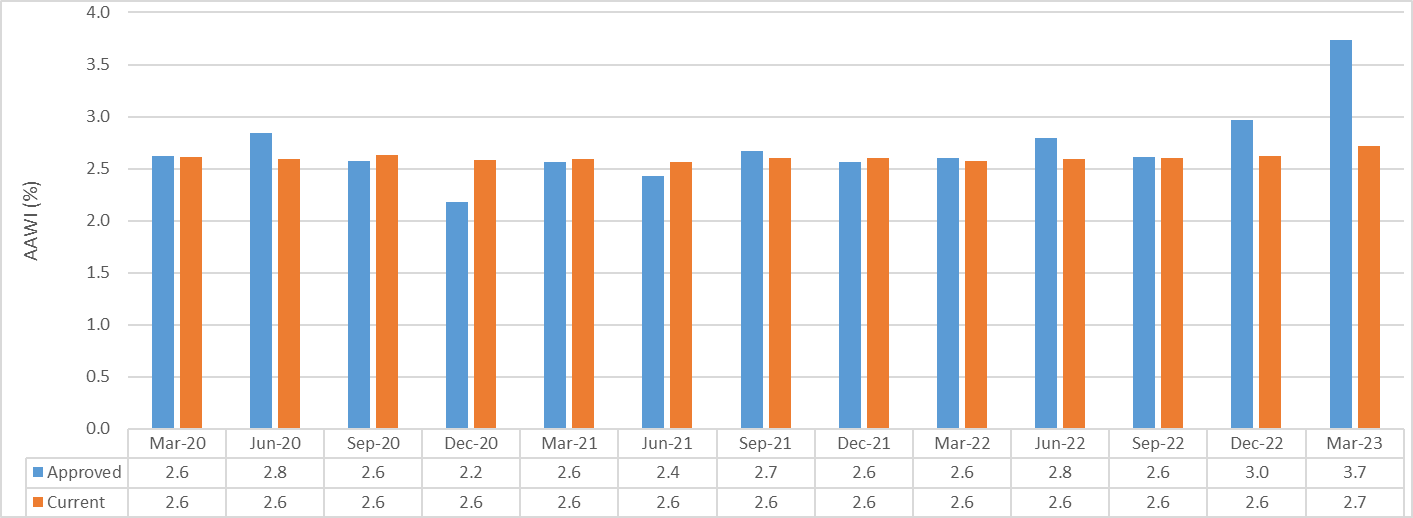 4.0
3.5
3.0
2.5
2.0
1.5
1.0
0.5
0.0
AAWI (%)
Mar-20 Jun-20 Sep-20 Dec-20 Mar-21 Jun-21 Sep-21 Dec-21 Mar-22 Jun-22 Sep-22 Dec-22 Mar-23
Approved 2.6 2.8 2.6 2.2 2.6 2.4 2.7 2.6 2.6 2.8 2.6 3.0 3.7
Current 2.6 2.6 2.6 2.6 2.6 2.6 2.6 2.6 2.6 2.6 2.6 2.6 2.7